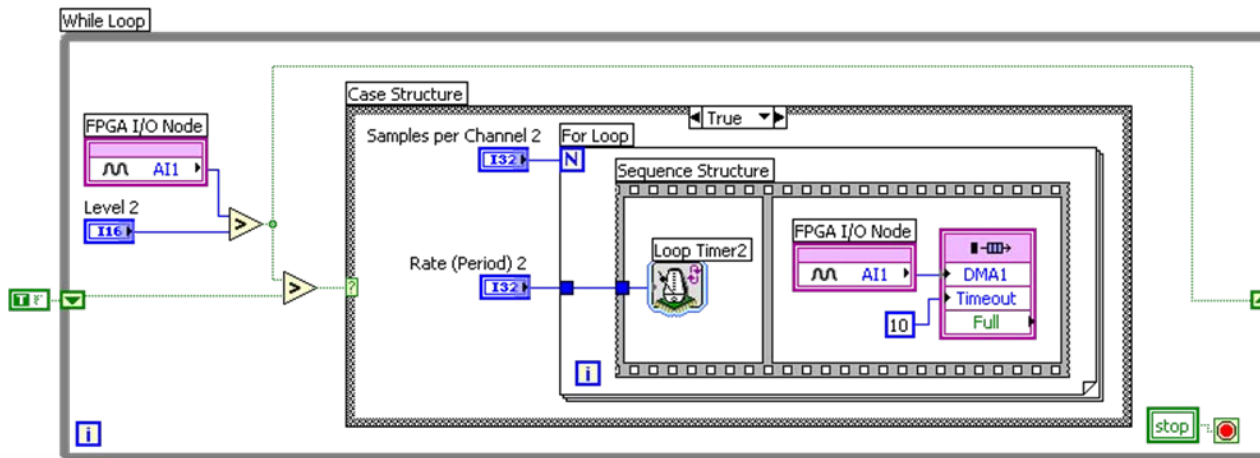 While Loop
Case Structure
True
FPGA I/O Node
AI1
Level 2
I16
>
>
?
Samples per Channel 2
I32
For Loop
N
Sequence Structure
Rate (Period) 2
I32
Loop Timer2
FPGA I/O Node
AI1
DMA1
Timeout
Full
10
i
i
T F
stop